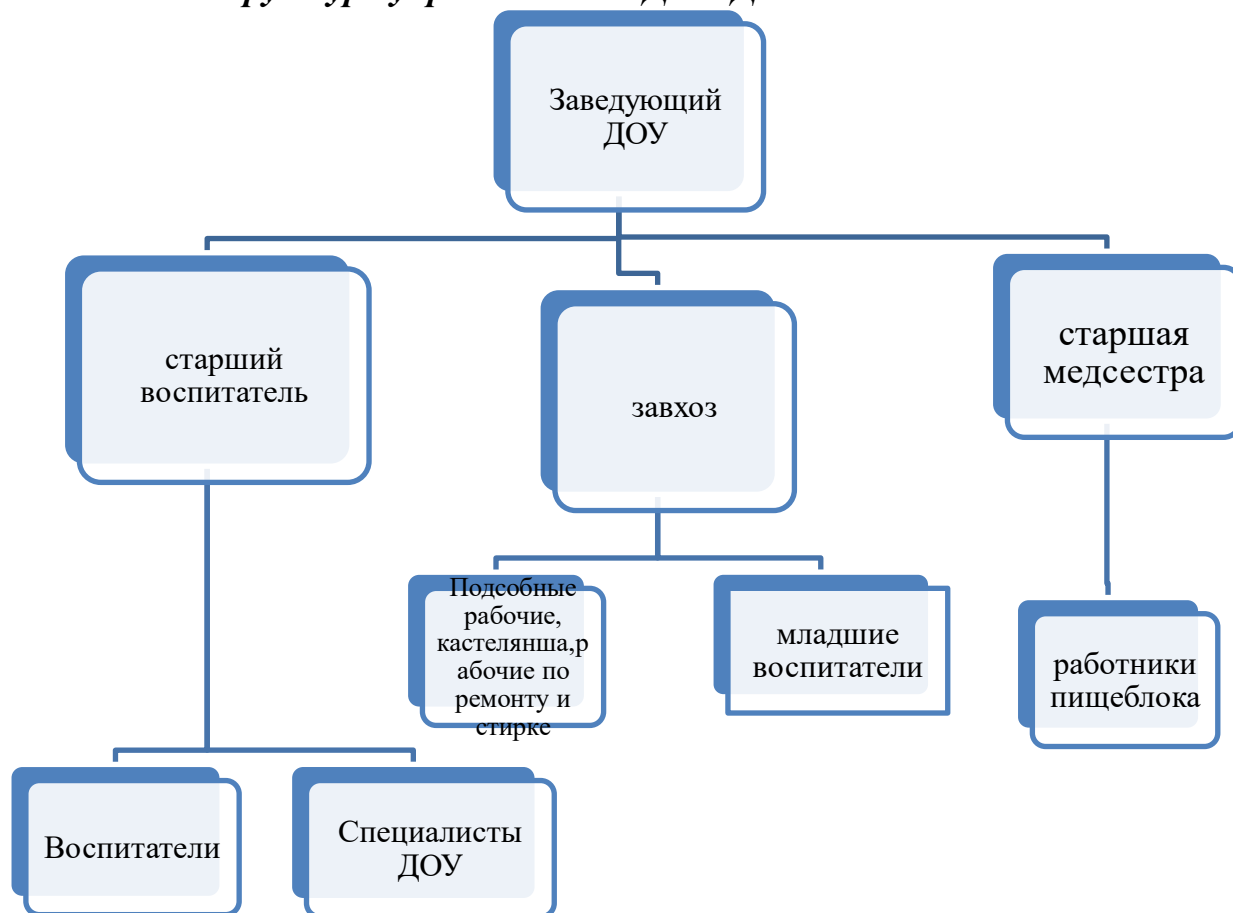 Заведующий
ДОУ
старший
воспитатель
завхоз
старшая
медсестра
Подсобные
рабочие,
кастелянша,р
абочие по
ремонту и
стирке
младшие
воспитатели
работники
пищеблока
Воспитатели
Специалисты
ДОУ